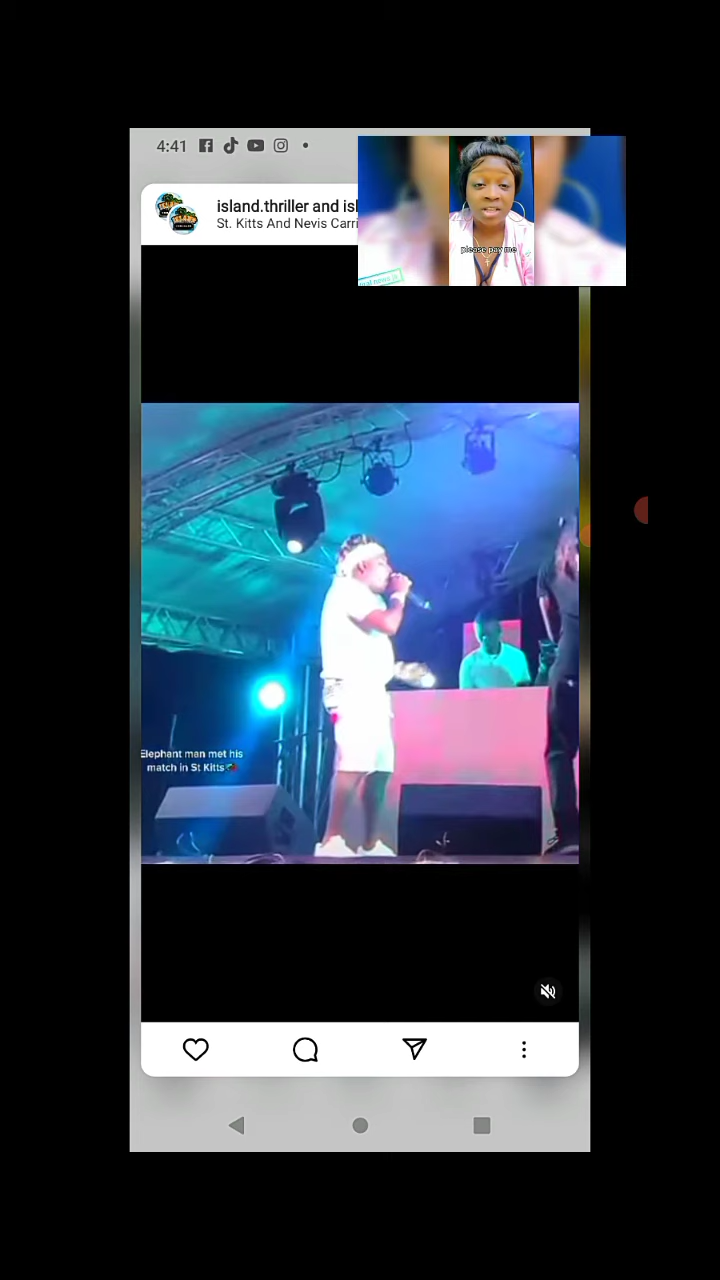 4:41
island.thriller and isl
St. Kitts And Nevis Carri
please pay me
Elephant man met his
match in St Kitts